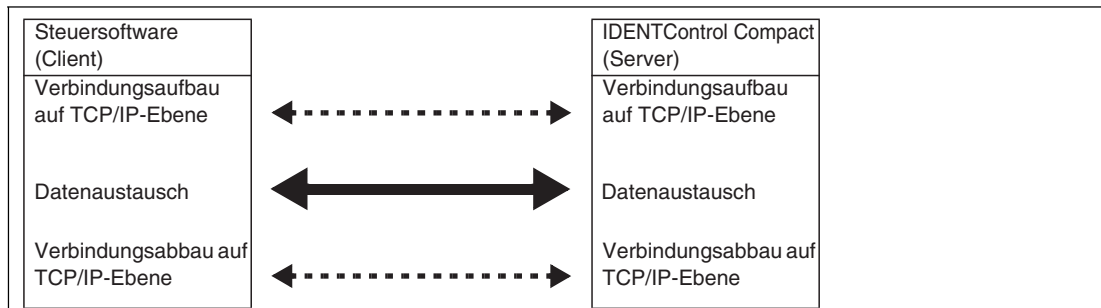 Steuersoftware
(Client)
Verbindungsaufbau
auf TCP/IP-Ebene
Datenaustausch
Verbindungsabbau auf
TCP/IP-Ebene
IDENTControl Compact
(Server)
Verbindungsaufbau
auf TCP/IP-Ebene
Datenaustausch
Verbindungsabbau auf
TCP/IP-Ebene